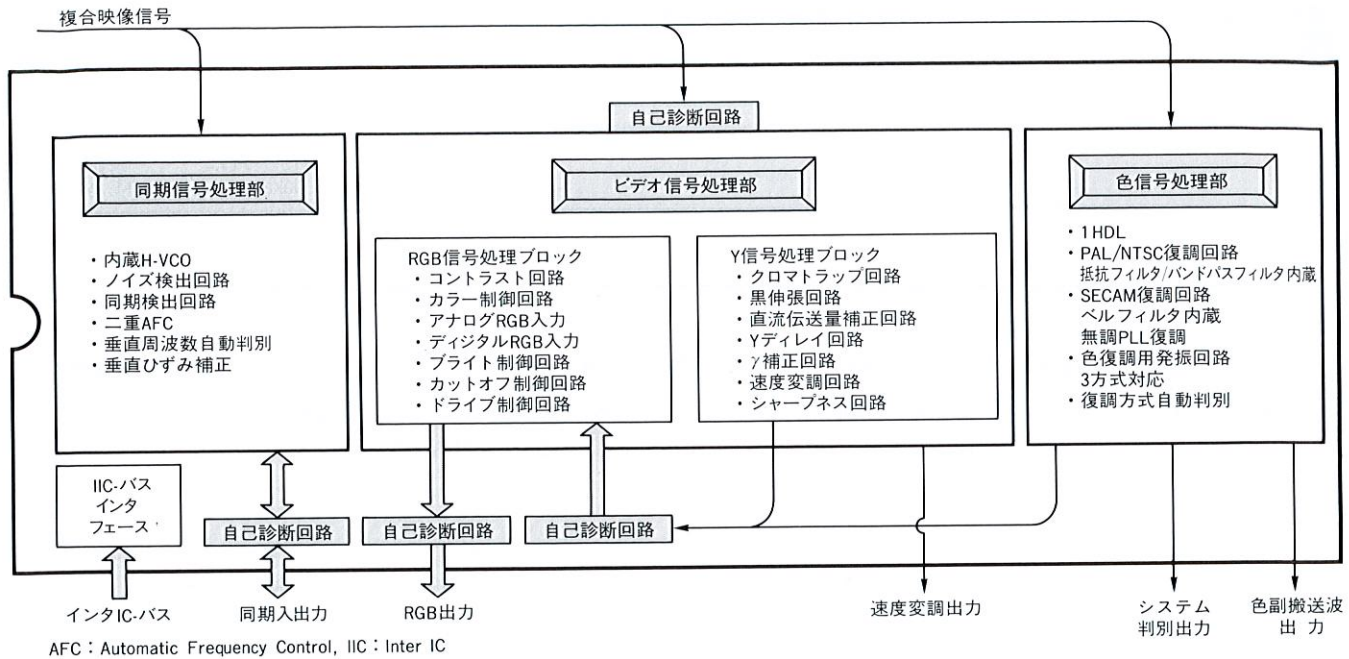 複合映像信号
自己診断回路
同期信号処理部
・内蔵H-VCO
・ノイズ検出回路
・同期検出回路
・二重AFC
・垂直周波数自動判別
・垂直ひずみ補正
ビデオ信号処理部
RGB信号処理ブロック
・コントラスト回路
・カラー制御回路
・アナログRGB入力
・ディジタルRGB入力
・ブライト制御回路
・カットオフ制御回路
・ドライブ制御回路
Y信号処理ブロック
・クロマトラップ回路
・黒伸張回路
・直流伝送量補正回路
・Yディレイ回路
・γ補正回路
・速度変調回路
・シャープネス回路
色信号処理部
・1HDL
・PAL/NTSC復調回路
抵抗フィルタ/バンドパスフィルタ内蔵
・SECAM復調回路
ベルフィルタ内蔵
無調PLL復調
・色復調用発振回路
3方式対応
・復調方式自動判別
IIC-バス
インタ
フェース
自己診断回路
自己診断回路
自己診断回路
インタIC-バス
同期入出力
RGB出力
速度変調出力
システム
判別出力
色副搬送波
出力
AFC：Automatic Frequency Control, IIC：Inter IC